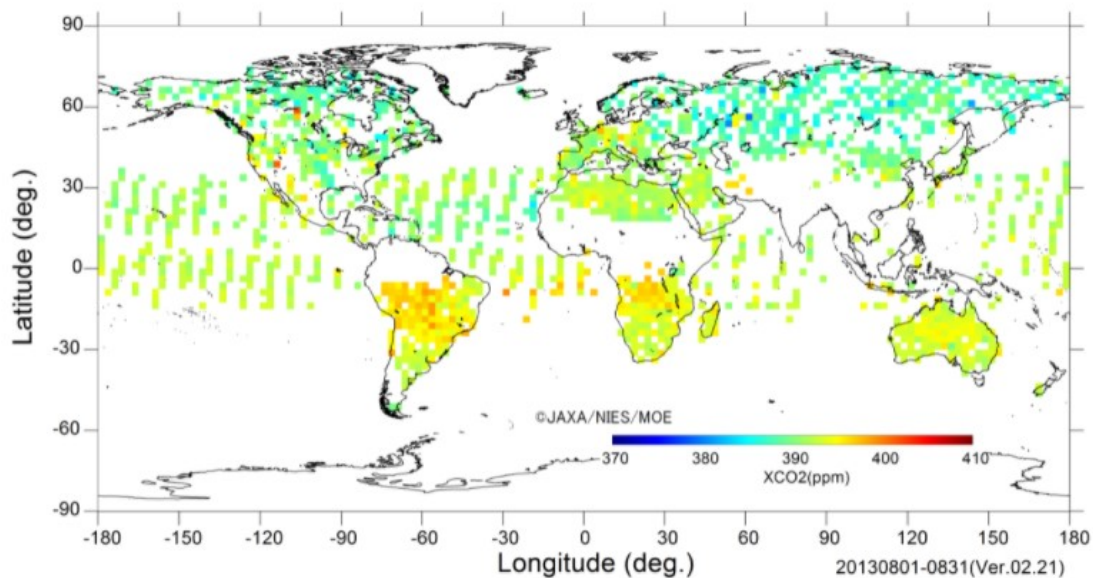 90
60
30
0
-30
-60
-90
Latitude (deg.)
©JAXA/NIES/MOE
370 380 390 400 410
XCO2(ppm)
-180 -150 -120 -90 -60 -30 0 30 60 90 120 150 180
Longitude (deg.)
20130801-0831(Ver.02.21)